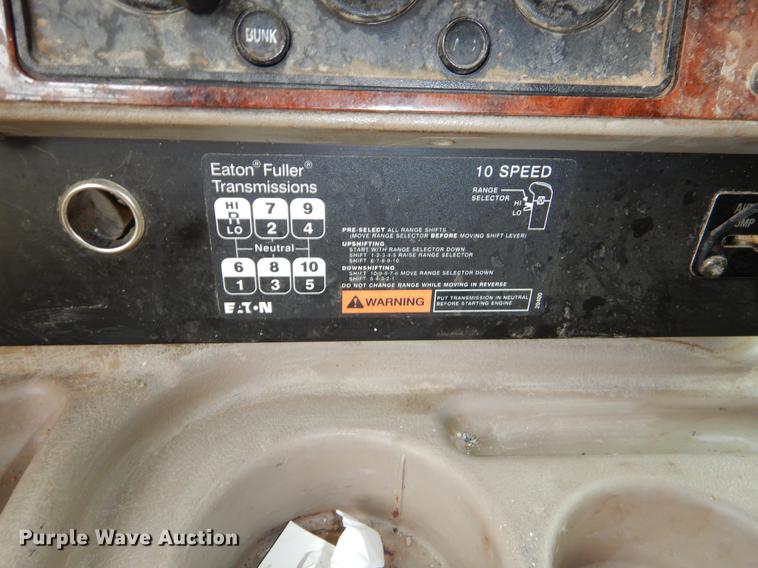 BUNK
Eaton® Fuller®
Transmissions
10 SPEED
RANGE
SELECTOR
HI
LO
HI 7 9
R
LO 2 4
Neutral
6 8 10
1 3 5
EATON
PRE-SELECT ALL RANGE SHIFTS
(MOVE RANGE SELECTOR BEFORE MOVING SHIFT LEVER)
UPSHIFTING
START WITH RANGE SELECTOR DOWN
SHIFT 1-2-3-4-5 RAISE RANGE SELECTOR
SHIFT 6-7-8-9-10
DOWNSHIFTING
SHIFT 10-9-8-7-6 MOVE RANGE SELECTOR DOWN
SHIFT 5-4-3-2-1
DO NOT CHANGE RANGE WHILE MOVING IN REVERSE
WARNING
PUT TRANSMISSION IN NEUTRAL
BEFORE STARTING ENGINE
20400
Purple Wave Auction